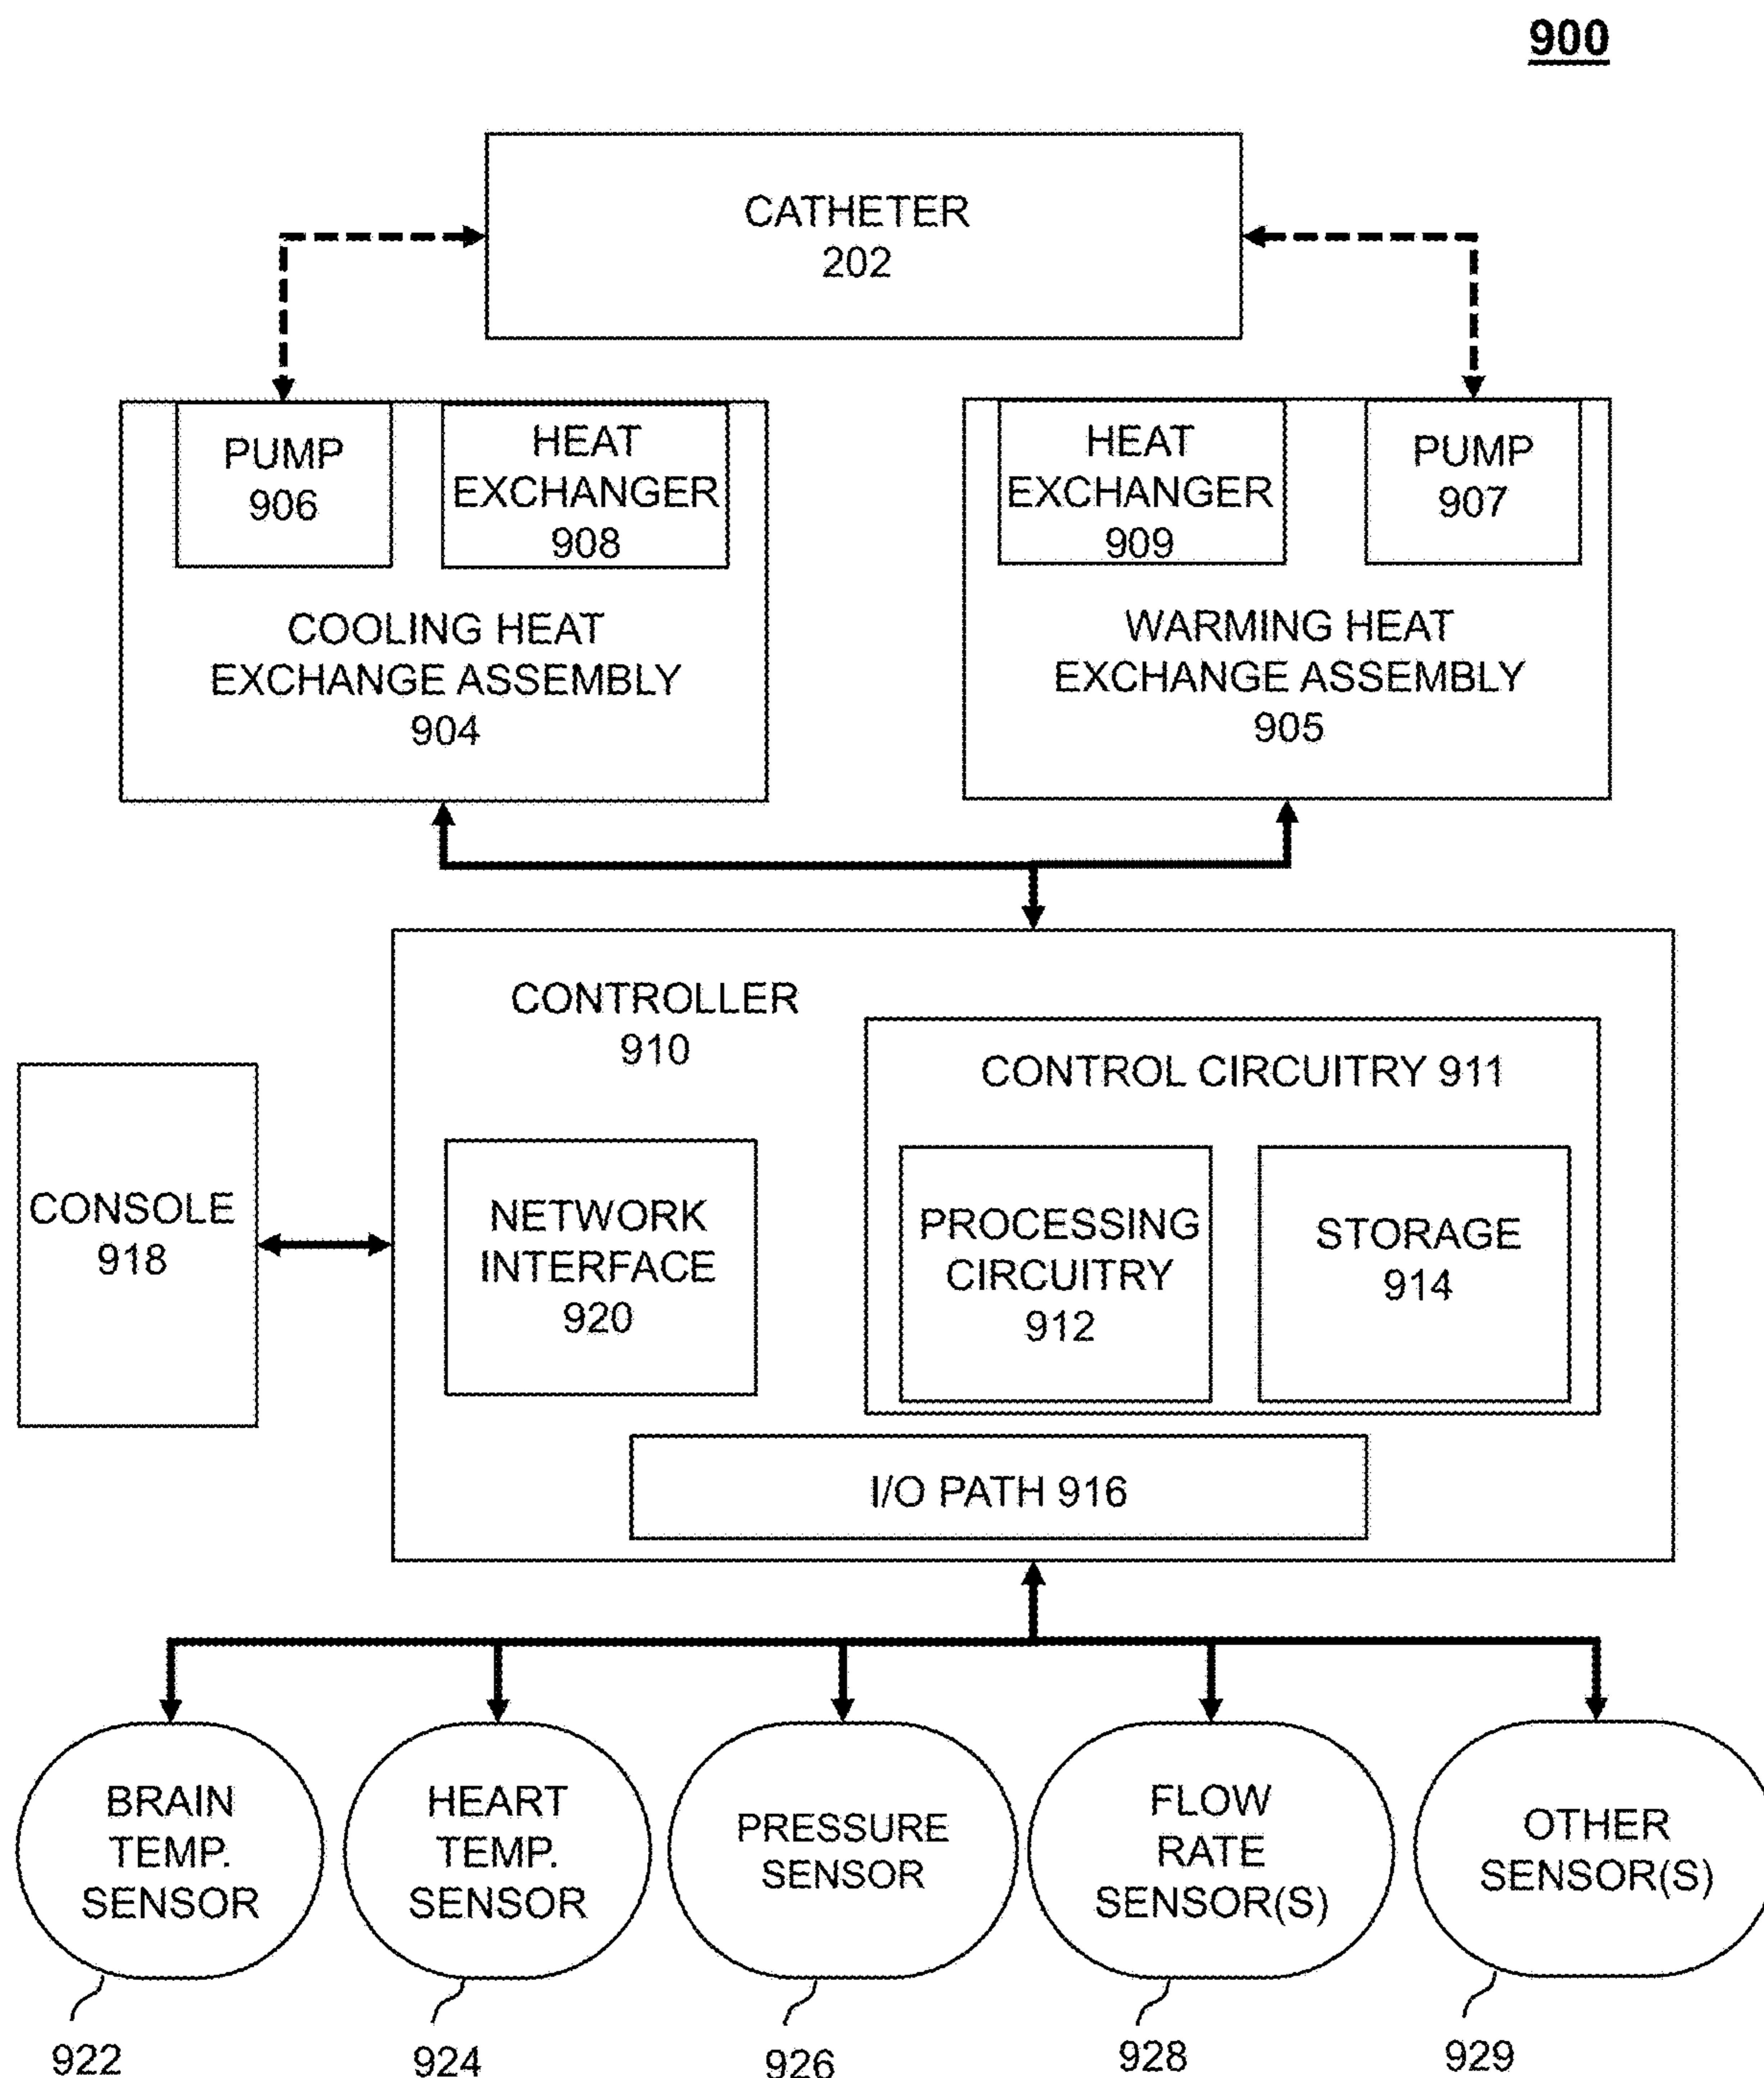 900
CATHETER
202
PUMP
906
HEAT
EXCHANGER
908
COOLING HEAT
EXCHANGE ASSEMBLY
904
HEAT
EXCHANGER
909
PUMP
907
WARMING HEAT
EXCHANGE ASSEMBLY
905
CONTROLLER
910
CONTROL CIRCUITRY 911
CONSOLE
918
NETWORK
INTERFACE
920
PROCESSING
CIRCUITRY
912
STORAGE
914
I/O PATH 916
BRAIN
TEMP.
SENSOR
HEART
TEMP.
SENSOR
PRESSURE
SENSOR
FLOW
RATE
SENSOR(S)
OTHER
SENSOR(S)
922
924
926
928
929